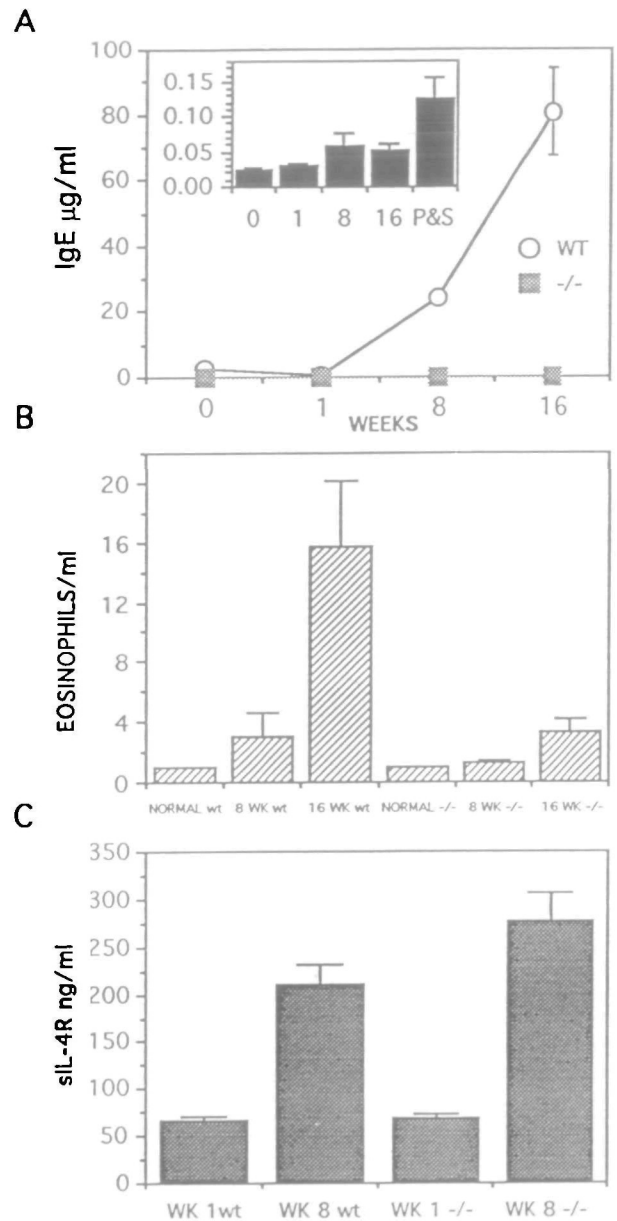 A
100
80
60
40
20
0
IgE µg/ml
0.15
0.10
0.05
0.00
0 1 8 16 P&S
WT
-/-
0 1 8 16
WEEKS
B
20
16
12
8
4
0
EOSINOPHILS/ml
NORMAL wt 8 WK wt 16 WK wt NORMAL -/- 8 WK -/- 16 WK -/-
C
350
300
250
200
150
100
50
0
sIL-4R ng/ml
WK 1wt WK 8 wt WK 1 -/- WK 8 -/-